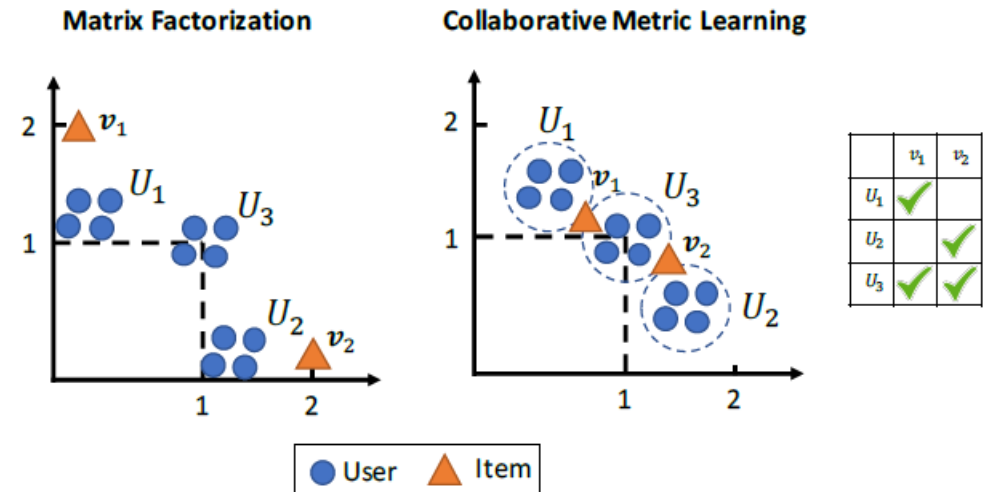 Matrix Factorization
2
v₁
U₁
U₃
1
U₂
v₂
1 2
Collaborative Metric Learning
2
U₁
v₁
U₃
1
v₂
U₂
1 2
v₁ v₂
U₁
U₂
U₃
User Item